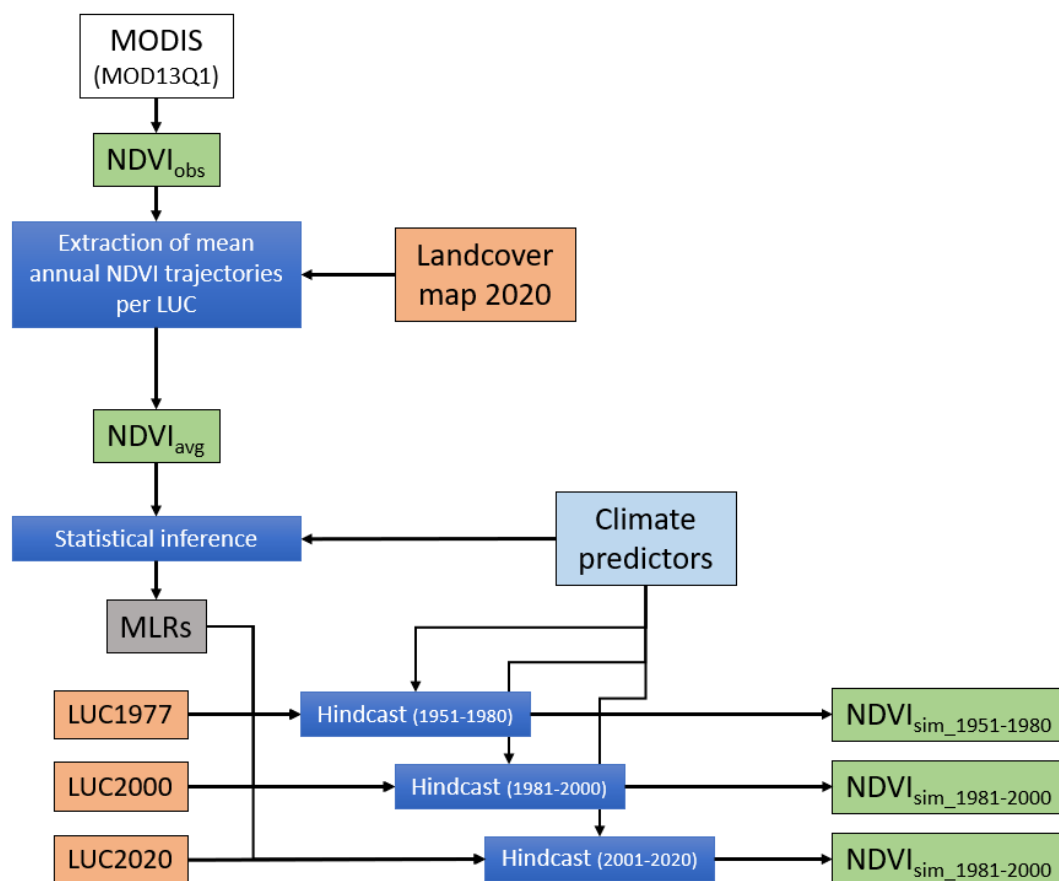 MODIS
(MOD13Q1)
NDVIobs
Extraction of mean
annual NDVI trajectories
per LUC
Landcover
map 2020
NDVIavg
Statistical inference
Climate
predictors
MLRs
LUC1977
Hindcast (1951-1980)
NDVIsim_1951-1980
LUC2000
Hindcast (1981-2000)
NDVIsim_1981-2000
LUC2020
Hindcast (2001-2020)
NDVIsim_1981-2000